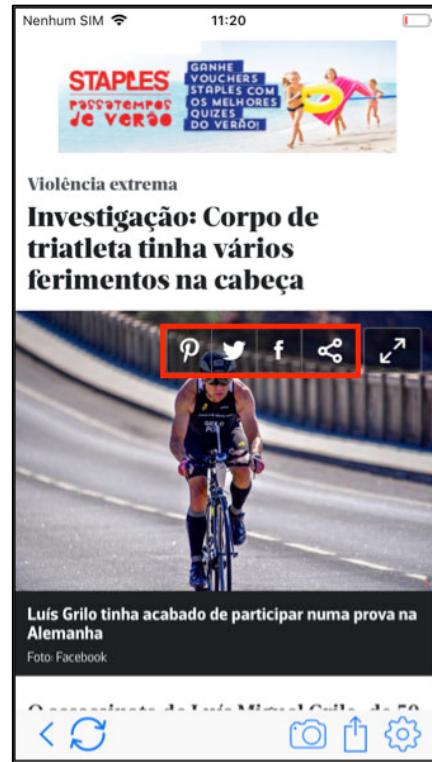 Nenhum SIM 11:20
STAPLES
PASSATEMPOS
de VERÃO
GANHE
VOUCHERS
STAPLES COM
OS MELHORES
QUIZES
DO VERÃO!
Violência extrema
Investigação: Corpo de
triatleta tinha vários
ferimentos na cabeça
Luís Grilo tinha acabado de participar numa prova na
Alemanha
Foto: Facebook